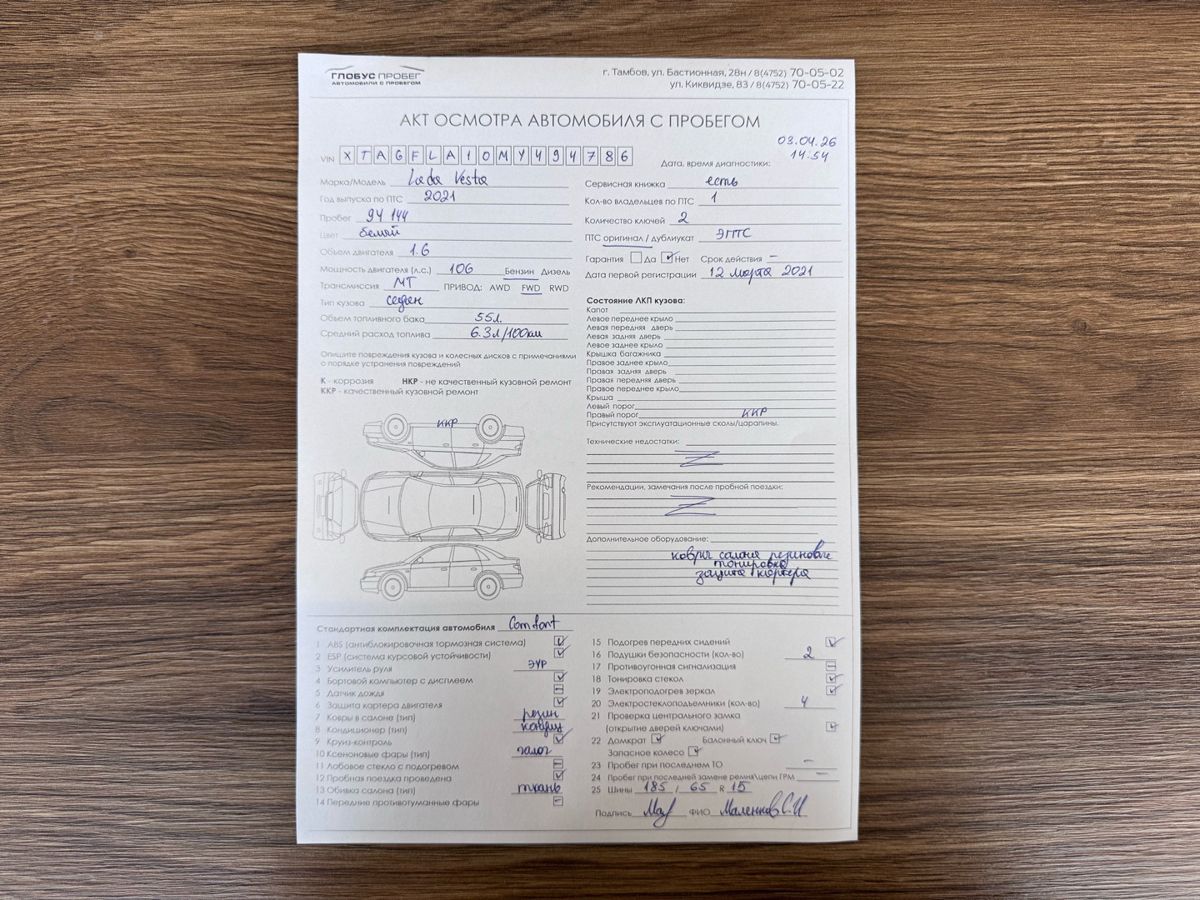 ГЛОБУС ПРОБЕГ
АВТОМОБИЛИ С ПРОБЕГОМ
г. Тамбов, ул. Бастионная, 28н / 8(4752) 70-05-02
ул. Киквидзе, 83 / 8(4752) 70-05-22
АКТ ОСМОТРА АВТОМОБИЛЯ С ПРОБЕГОМ
VIN X T A G F L A 1 0 M Y 4 9 4 7 8 6
Дата, время диагностики: 03.04.26 14:54
Марка/Модель Lada Vesta
Год выпуска по ПТС 2021
Пробег 94 144
Цвет белый
Объем двигателя 1.6
Мощность двигателя (л.с.) 106 Бензин Дизель
Трансмиссия МТ ПРИВОД: AWD FWD RWD
Тип кузова седан
Объем топливного бака 55л.
Средний расход топлива 6.3л/100км
Сервисная книжка есть
Кол-во владельцев по ПТС 1
Количество ключей 2
ПТС оригинал / дубликат ЭПТС
Гарантия Да Нет Срок действия –
Дата первой регистрации 12 марта 2021
Опишите повреждения кузова и колесных дисков с примечаниями
о порядке устранения повреждений
К - коррозия НКР - не качественный кузовной ремонт
ККР - качественный кузовной ремонт
ККР
Состояние ЛКП кузова:
Капот
Левое переднее крыло
Левая передняя дверь
Левая задняя дверь
Левое заднее крыло
Крышка багажника
Правое заднее крыло
Правая задняя дверь
Правая передняя дверь
Правое переднее крыло
Крыша
Левый порог
Правый порог ККР
Присутствуют эксплуатационные сколы/царапины.
Технические недостатки:
Рекомендации, замечания после пробной поездки:
Дополнительное оборудование:
ковры салона резиновые
тонировка
защита картера
Стандартная комплектация автомобиля Comfort
1 ABS (антиблокировочная тормозная система)
2 ESP (система курсовой устойчивости)
3 Усилитель руля ЭУР
4 Бортовой компьютер с дисплеем
5 Датчик дождя
6 Защита картера двигателя
7 Ковры в салоне (тип) резин
8 Кондиционер (тип)
9 Круиз-контроль
10 Ксеноновые фары (тип) галог
11 Лобовое стекло с подогревом
12 Пробная поездка проведена
13 Обивка салона (тип) ткань
14 Передние противотуманные фары
15 Подогрев передних сидений
16 Подушки безопасности (кол-во) 2
17 Противоугонная сигнализация
18 Тонировка стекол
19 Электроподогрев зеркал
20 Электростеклоподъемники (кол-во) 4
21 Проверка центрального замка
(открытие дверей ключами)
22 Домкрат Балонный ключ
Запасное колесо
23 Пробег при последнем ТО –
24 Пробег при последней замене ремня\цепи ГРМ –
25 Шины 185 / 65 R 15
Подпись ФИО Маленков С.И